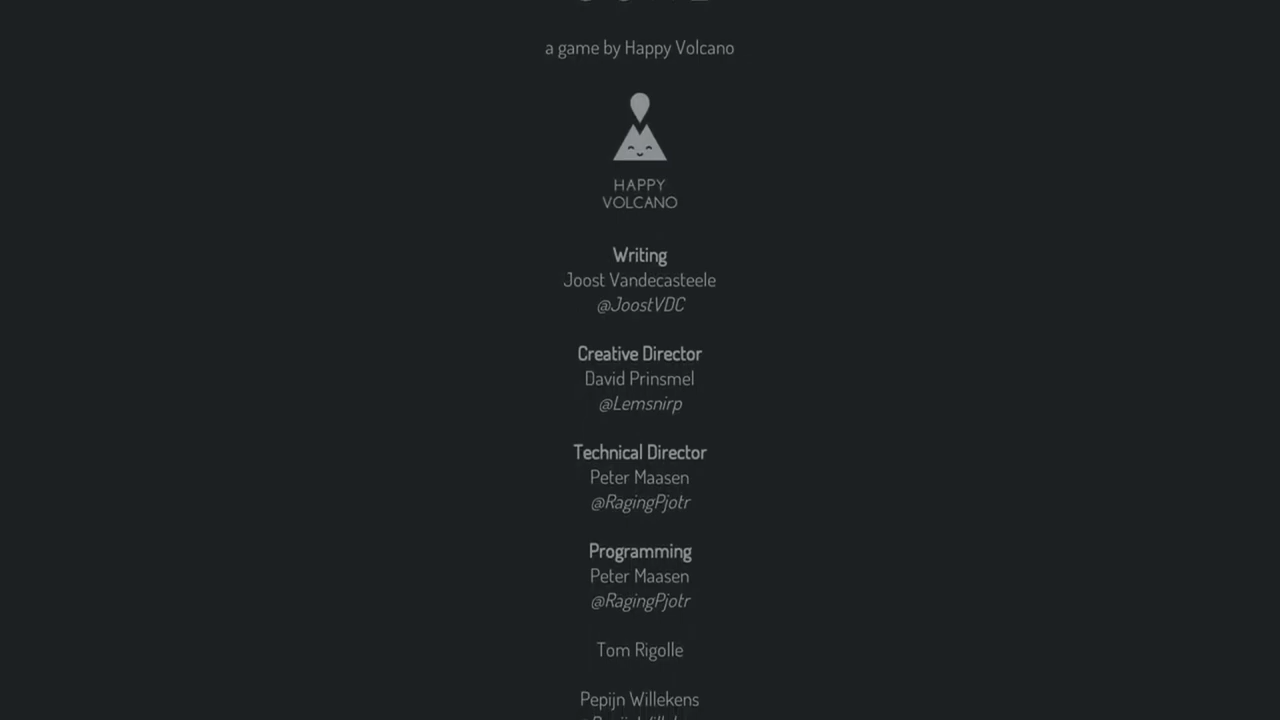 a game by Happy Volcano
HAPPY
VOLCANO
Writing
Joost Vandecasteele
@JoostVDC
Creative Director
David Prinsmel
@Lemsnirp
Technical Director
Peter Maasen
@RagingPjotr
Programming
Peter Maasen
@RagingPjotr
Tom Rigolle
Pepijn Willekens